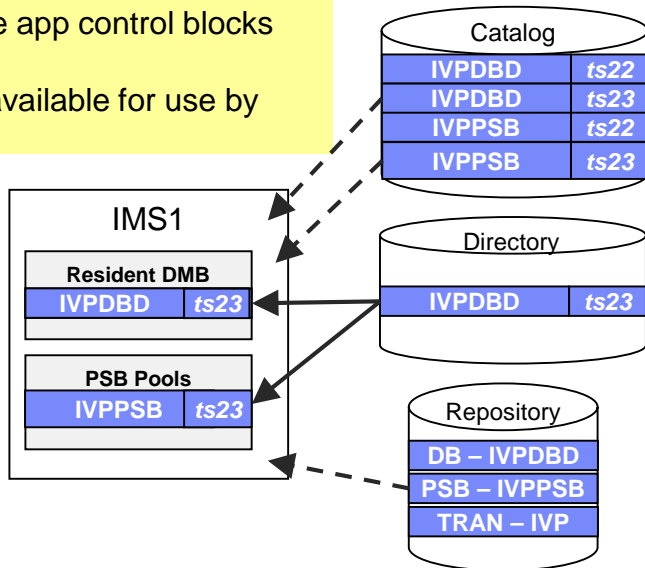 e app control blocks
available for use by
Catalog
IVPDBD ts22
IVPDBD ts23
IVPPSB ts22
IVPPSB ts23
IMS1
Resident DMB
IVPDBD ts23
PSB Pools
IVPPSB ts23
Directory
IVPDBD ts23
Repository
DB – IVPDBD
PSB – IVPPSB
TRAN – IVP